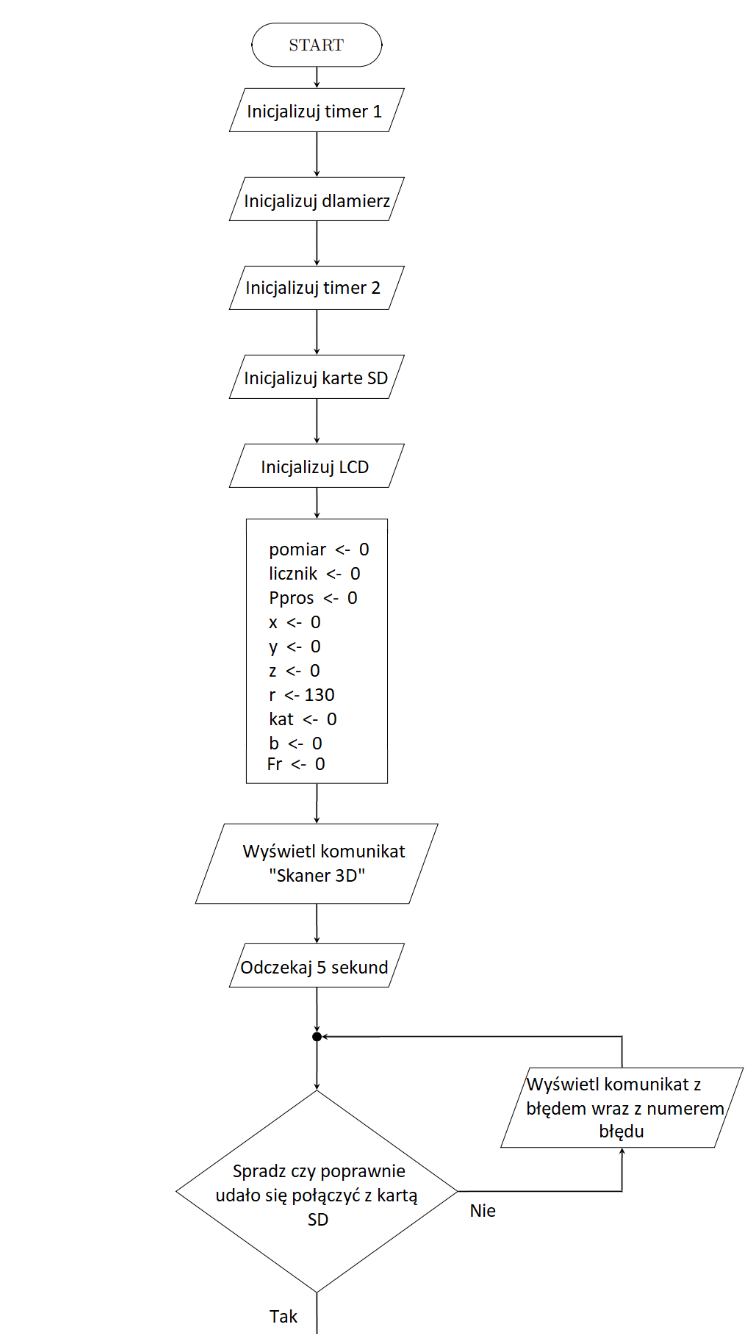 START
Inicjalizuj timer 1
Inicjalizuj dlamierz
Inicjalizuj timer 2
Inicjalizuj karte SD
Inicjalizuj LCD
pomiar <- 0
licznik <- 0
Ppros <- 0
x <- 0
y <- 0
z <- 0
r <- 130
kat <- 0
b <- 0
Fr <- 0
Wyświetl komunikat
"Skaner 3D"
Odczekaj 5 sekund
Wyświetl komunikat z
błędem wraz z numerem
błędu
Spradz czy poprawnie
udało się połączyć z kartą
SD
Nie
Tak